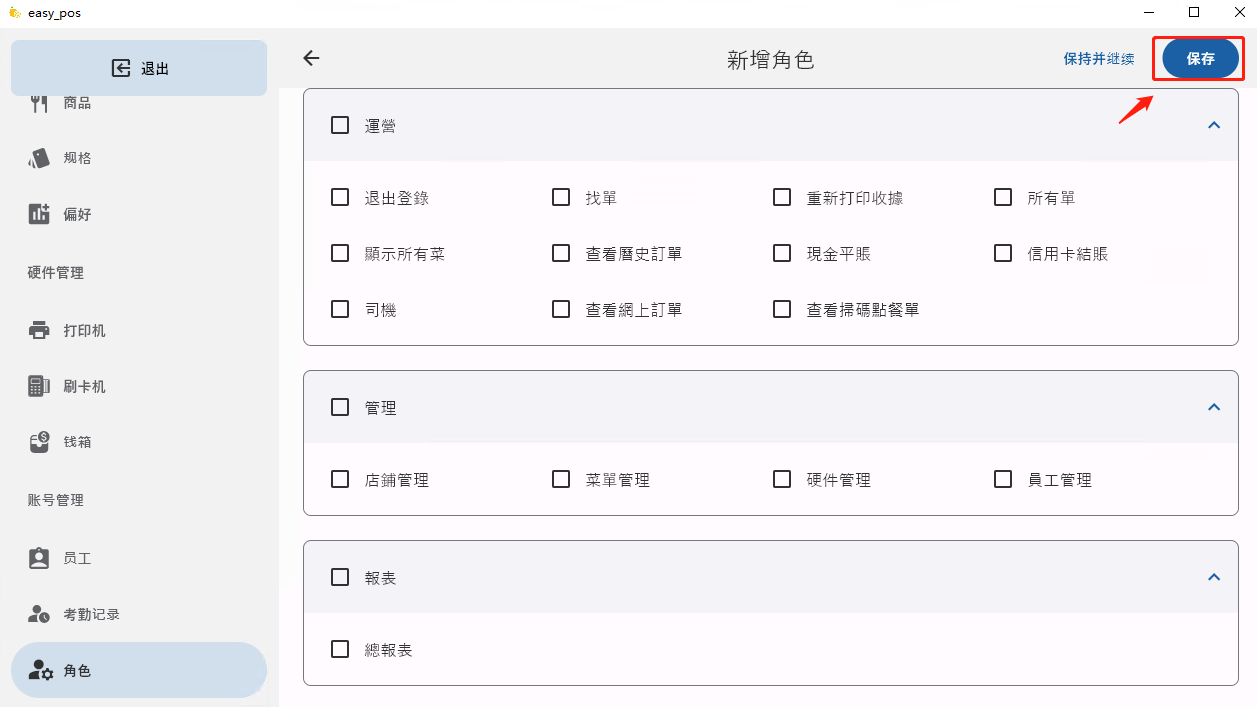 easy_pos
退出
商品
规格
偏好
硬件管理
打印机
刷卡机
钱箱
账号管理
员工
考勤记录
角色
新增角色
保持并继续
保存
運營
退出登錄 找單 重新打印收據 所有單
顯示所有菜 查看曆史訂單 現金平賬 信用卡結賬
司機 查看網上訂單 查看掃碼點餐單
管理
店鋪管理 菜單管理 硬件管理 員工管理
報表
總報表